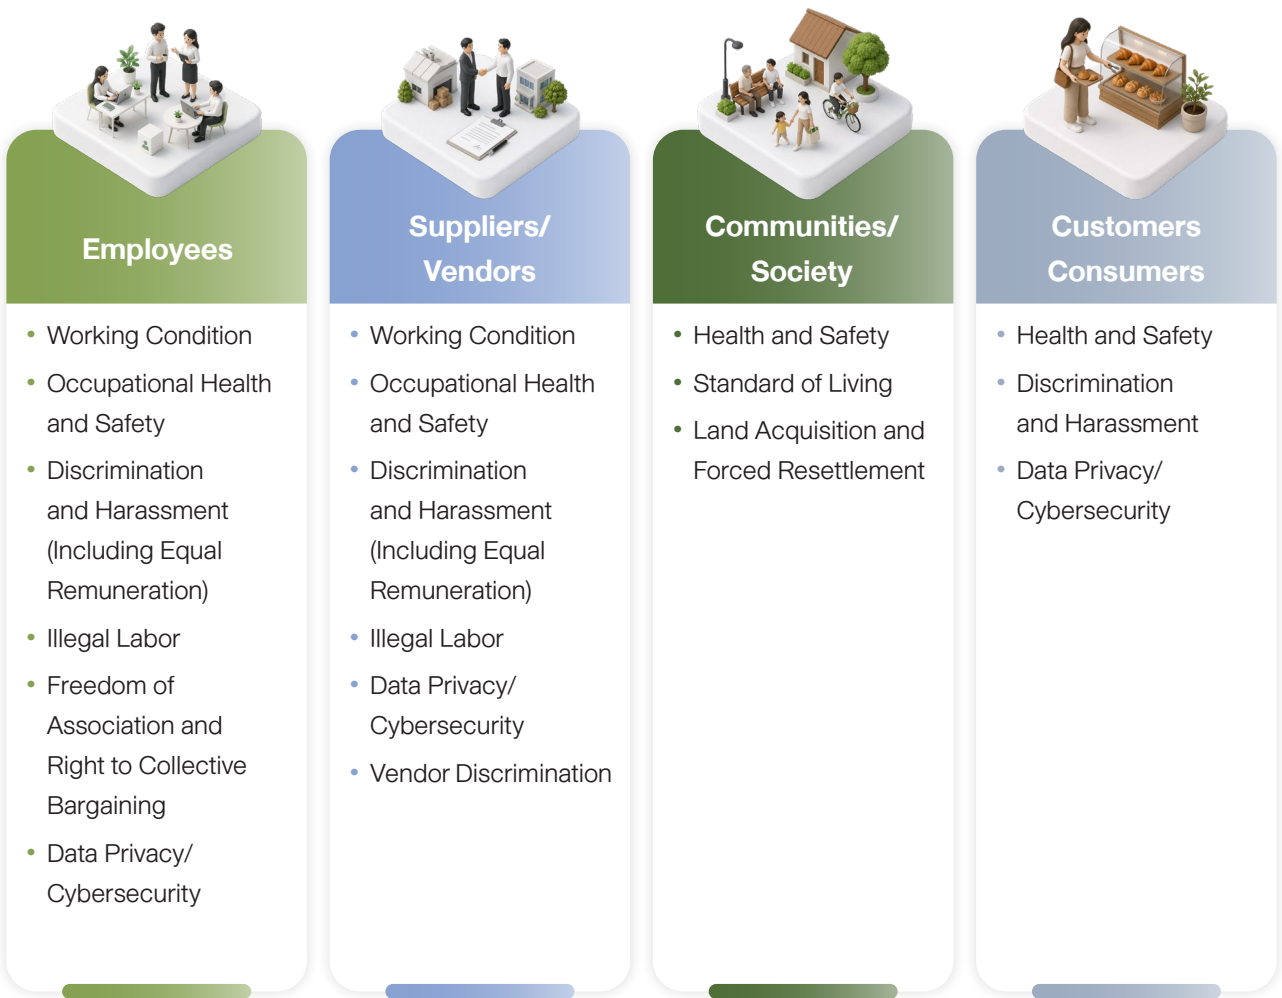 Employees
• Working Condition
• Occupational Health
and Safety
• Discrimination
and Harassment
(Including Equal
Remuneration)
• Illegal Labor
• Freedom of
Association and
Right to Collective
Bargaining
• Data Privacy/
Cybersecurity
Suppliers/
Vendors
• Working Condition
• Occupational Health
and Safety
• Discrimination
and Harassment
(Including Equal
Remuneration)
• Illegal Labor
• Data Privacy/
Cybersecurity
• Vendor Discrimination
Communities/
Society
• Health and Safety
• Standard of Living
• Land Acquisition and
Forced Resettlement
Customers
Consumers
• Health and Safety
• Discrimination
and Harassment
• Data Privacy/
Cybersecurity